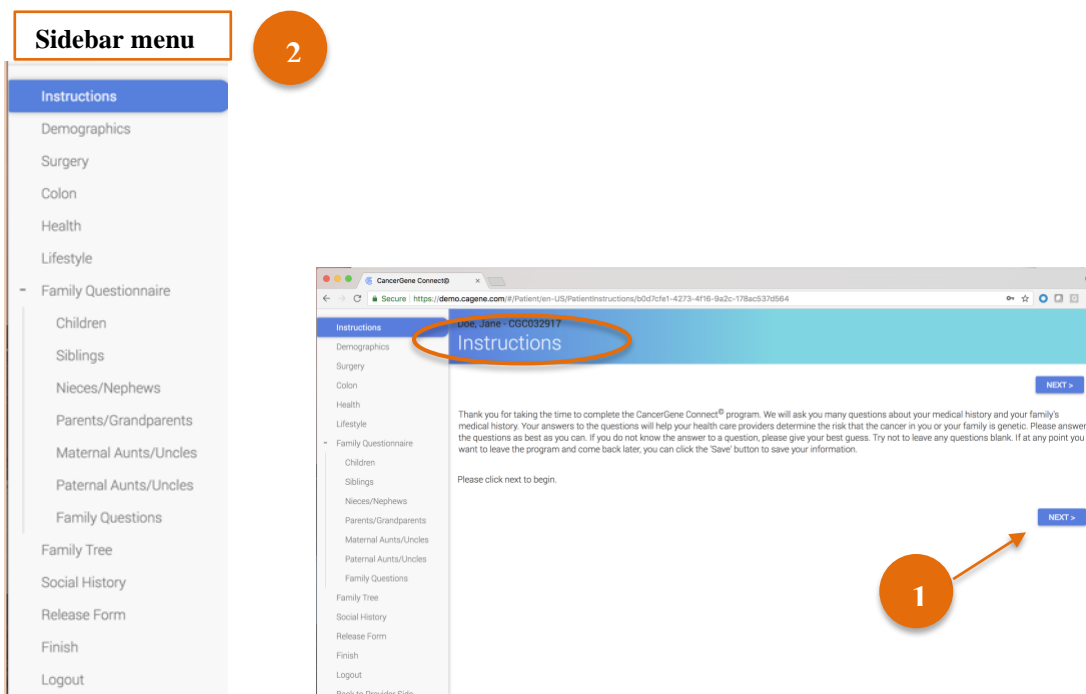 Sidebar menu
2
Instructions
Demographics
Surgery
Colon
Health
Lifestyle
- Family Questionnaire
Children
Siblings
Nieces/Nephews
Parents/Grandparents
Maternal Aunts/Uncles
Paternal Aunts/Uncles
Family Questions
Family Tree
Social History
Release Form
Finish
Logout
CancerGene Connect®
Secure https://demo.cagene.com/#/Patient/en-US/PatientInstructions/b0d7cfe1-4273-4f16-9a2c-178ac537d564
Instructions
Demographics
Surgery
Colon
Health
Lifestyle
- Family Questionnaire
Children
Siblings
Nieces/Nephews
Parents/Grandparents
Maternal Aunts/Uncles
Paternal Aunts/Uncles
Family Questions
Family Tree
Social History
Release Form
Finish
Logout
Back to Provider Side
Doe, Jane - CGC032917
Instructions
NEXT >
Thank you for taking the time to complete the CancerGene Connect® program. We will ask you many questions about your medical history and your family's
medical history. Your answers to the questions will help your health care providers determine the risk that the cancer in you or your family is genetic. Please answer
the questions as best as you can. If you do not know the answer to a question, please give your best guess. Try not to leave any questions blank. If at any point you
want to leave the program and come back later, you can click the 'Save' button to save your information.
Please click next to begin.
NEXT >
1